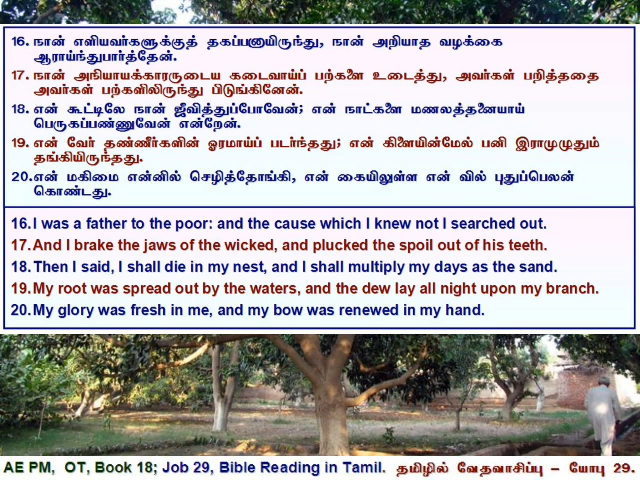 16. நான் எளியவர்களுக்குத் தகப்பனாயிருந்து, நான் அறியாத வழக்கை
ஆராய்ந்துபார்த்தேன்.
17. நான் அநியாயக்காரருடைய கடைவாய்ப் பற்களை உடைத்து, அவர்கள் பறித்ததை
அவர்கள் பற்களிலிருந்து பிடுங்கினேன்.
18. என் கூட்டிலே நான் ஜீவித்துப்போவேன்; என் நாட்களை மணலத்தனையாய்
பெருகப்பண்ணுவேன் என்றேன்.
19. என் வேர் தண்ணீர்களின் ஓரமாய்ப் படர்ந்தது; என் கிளையின்மேல் பனி இராமுழுதும்
தங்கியிருந்தது.
20.என் மகிமை என்னில் செழித்தோங்கி, என் கையிலுள்ள என் வில் புதுப்பெலன்
கொண்டது.
16. I was a father to the poor: and the cause which I knew not I searched out.
17. And I brake the jaws of the wicked, and plucked the spoil out of his teeth.
18. Then I said, I shall die in my nest, and I shall multiply my days as the sand.
19. My root was spread out by the waters, and the dew lay all night upon my branch.
20. My glory was fresh in me, and my bow was renewed in my hand.
AE PM, OT, Book 18; Job 29, Bible Reading in Tamil. தமிழில் வேதவாசிப்பு – யோபு 29.